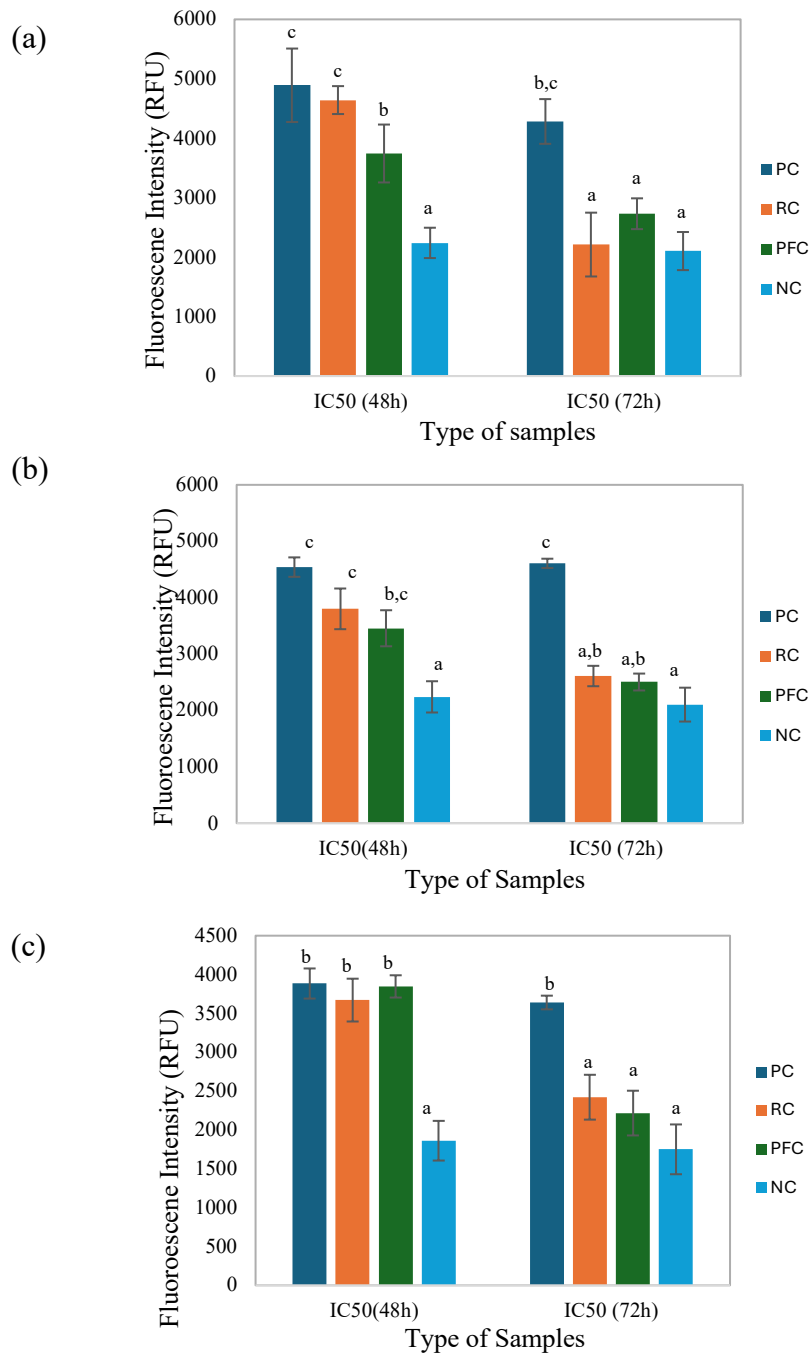 (a)
Fluoroescene Intensity (RFU)
6000
5000
4000
3000
2000
1000
0
c
c
b
a
b,c
a
a
a
IC50 (48h)
IC50 (72h)
Type of samples
PC
RC
PFC
NC
(b)
Fluoroescene Intensity (RFU)
6000
5000
4000
3000
2000
1000
0
c
c
b,c
a
c
a,b
a,b
a
IC50(48h)
IC50 (72h)
Type of Samples
PC
RC
PFC
NC
(c)
Fluoroescene Intensity (RFU)
4500
4000
3500
3000
2500
2000
1500
1000
500
0
b
b
b
a
b
a
a
a
IC50(48h)
IC50 (72h)
Type of Samples
PC
RC
PFC
NC